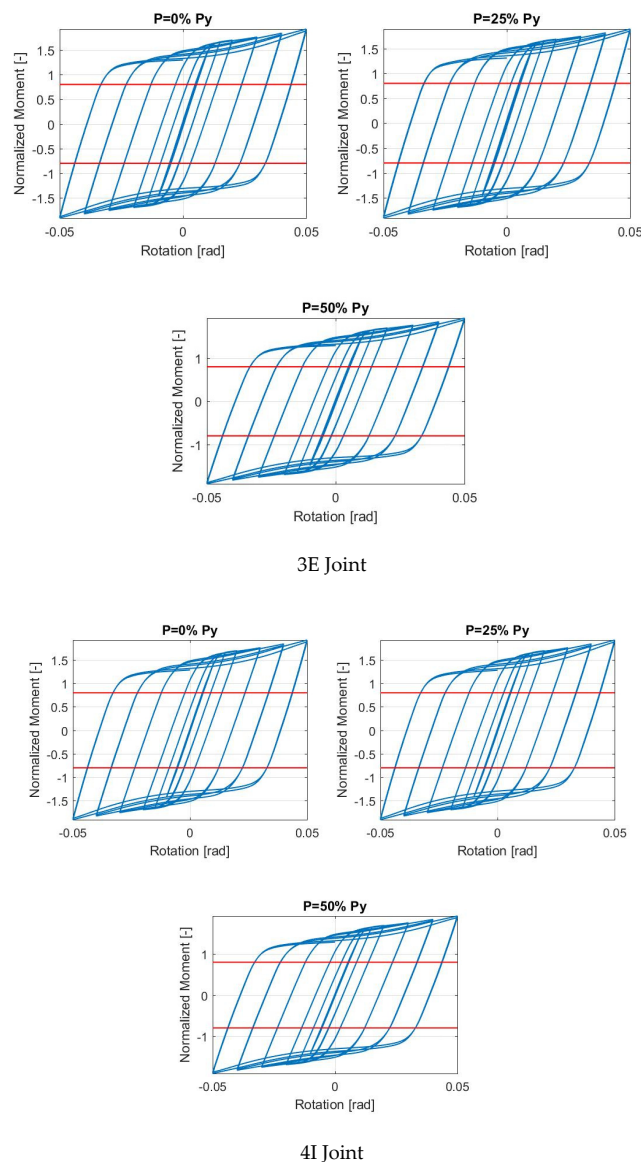 P=0% Py
P=25% Py
Normalized Moment [-]
1.5
1
0.5
0
-0.5
-1
-1.5
-0.05
0
0.05
Rotation [rad]
Normalized Moment [-]
1.5
1
0.5
0
-0.5
-1
-1.5
-0.05
0
0.05
Rotation [rad]
P=50% Py
Normalized Moment [-]
1
0
-1
-0.05
0
0.05
Rotation [rad]
3E Joint
P=0% Py
P=25% Py
Normalized Moment [-]
1.5
1
0.5
0
-0.5
-1
-1.5
-0.05
0
0.05
Rotation [rad]
Normalized Moment [-]
1.5
1
0.5
0
-0.5
-1
-1.5
-0.05
0
0.05
Rotation [rad]
P=50% Py
Normalized Moment [-]
1
0
-1
-0.05
0
0.05
Rotation [rad]
4I Joint